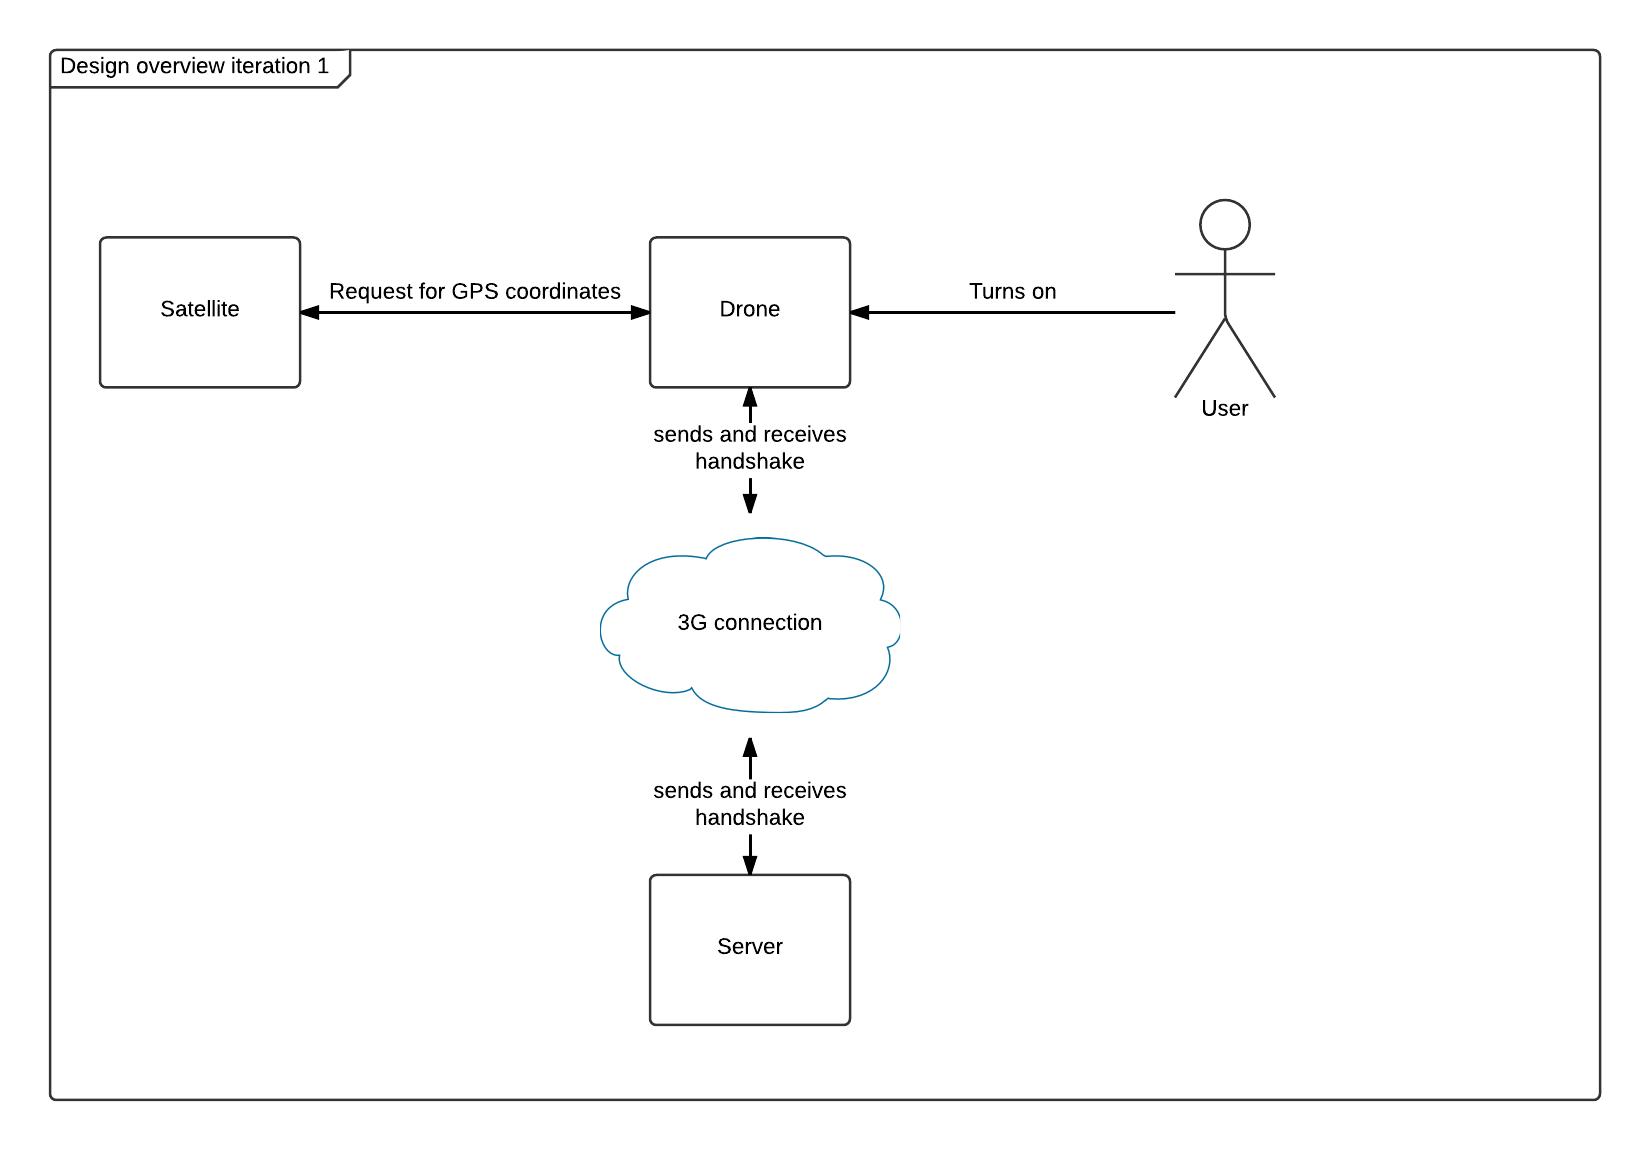 Design overview iteration 1
Satellite
Request for GPS coordinates
Drone
Turns on
User
sends and receives
handshake
3G connection
sends and receives
handshake
Server